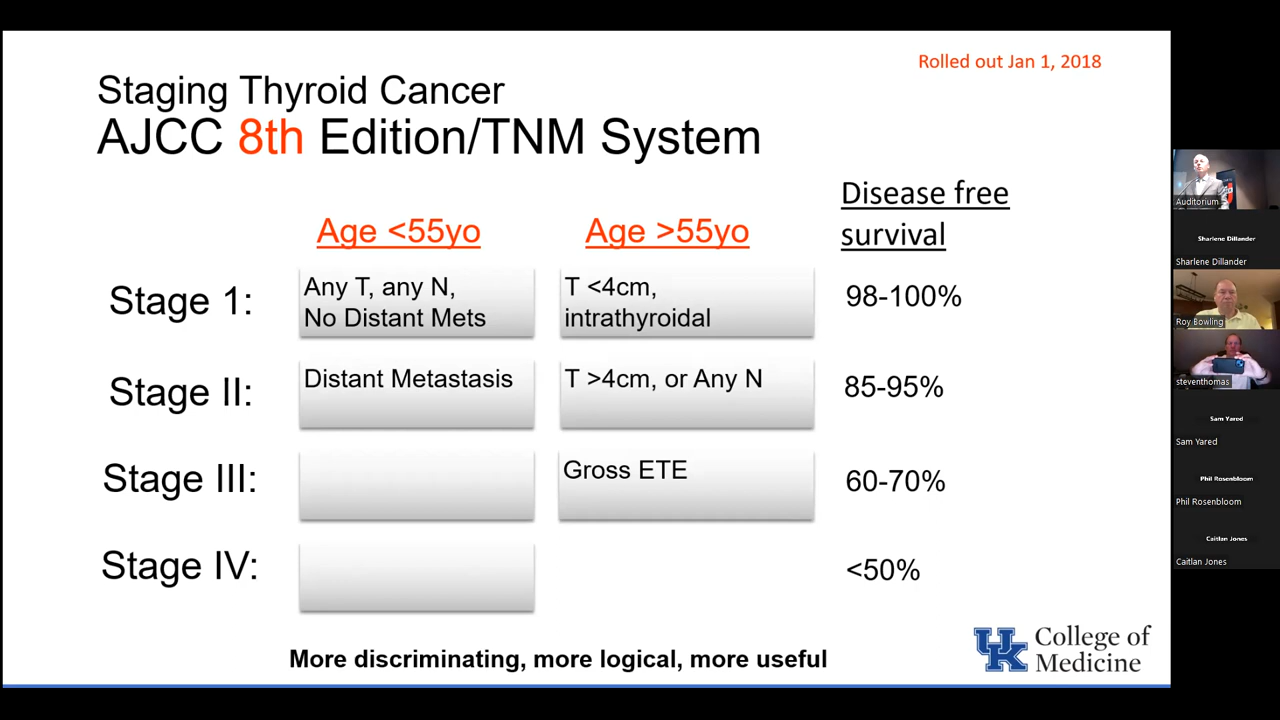 Rolled out Jan 1, 2018
Staging Thyroid Cancer
AJCC 8th Edition/TNM System
Disease free
survival
Age <55yo
Age >55yo
Stage 1:
Any T, any N,
No Distant Mets
T <4cm,
intrathyroidal
98-100%
Stage II:
Distant Metastasis
T >4cm, or Any N
85-95%
Stage III:
Gross ETE
60-70%
Stage IV:
<50%
More discriminating, more logical, more useful
UK
College of
Medicine
Auditorium
Sharlene Dillander
Sharlene Dillander
Roy Bowling
steventhomas
Sam Yared
Sam Yared
Phil Rosenbloom
Phil Rosenbloom
Caitlan Jones
Caitlan Jones